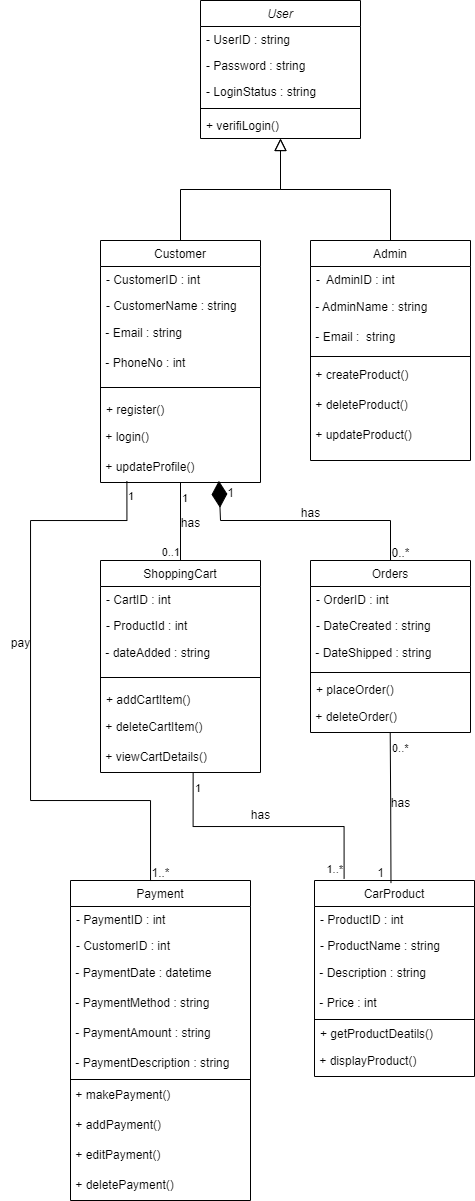 User
- UserID : string
- Password : string
- LoginStatus : string
+ verifiLogin()
Customer
- CustomerID : int
- CustomerName : string
- Email : string
- PhoneNo : int
+ register()
+ login()
+ updateProfile()
Admin
- AdminID : int
- AdminName : string
- Email : string
+ createProduct()
+ deleteProduct()
+ updateProduct()
1
1
has
0..1
1
has
0..*
pay
ShoppingCart
- CartID : int
- ProductId : int
- dateAdded : string
+ addCartItem()
+ deleteCartItem()
+ viewCartDetails()
Orders
- OrderID : int
- DateCreated : string
- DateShipped : string
+ placeOrder()
+ deleteOrder()
1
has
1..*
0..*
has
1
1..*
Payment
- PaymentID : int
- CustomerID : int
- PaymentDate : datetime
- PaymentMethod : string
- PaymentAmount : string
- PaymentDescription : string
+ makePayment()
+ addPayment()
+ editPayment()
+ deletePayment()
CarProduct
- ProductID : int
- ProductName : string
- Description : string
- Price : int
+ getProductDeatils()
+ displayProduct()